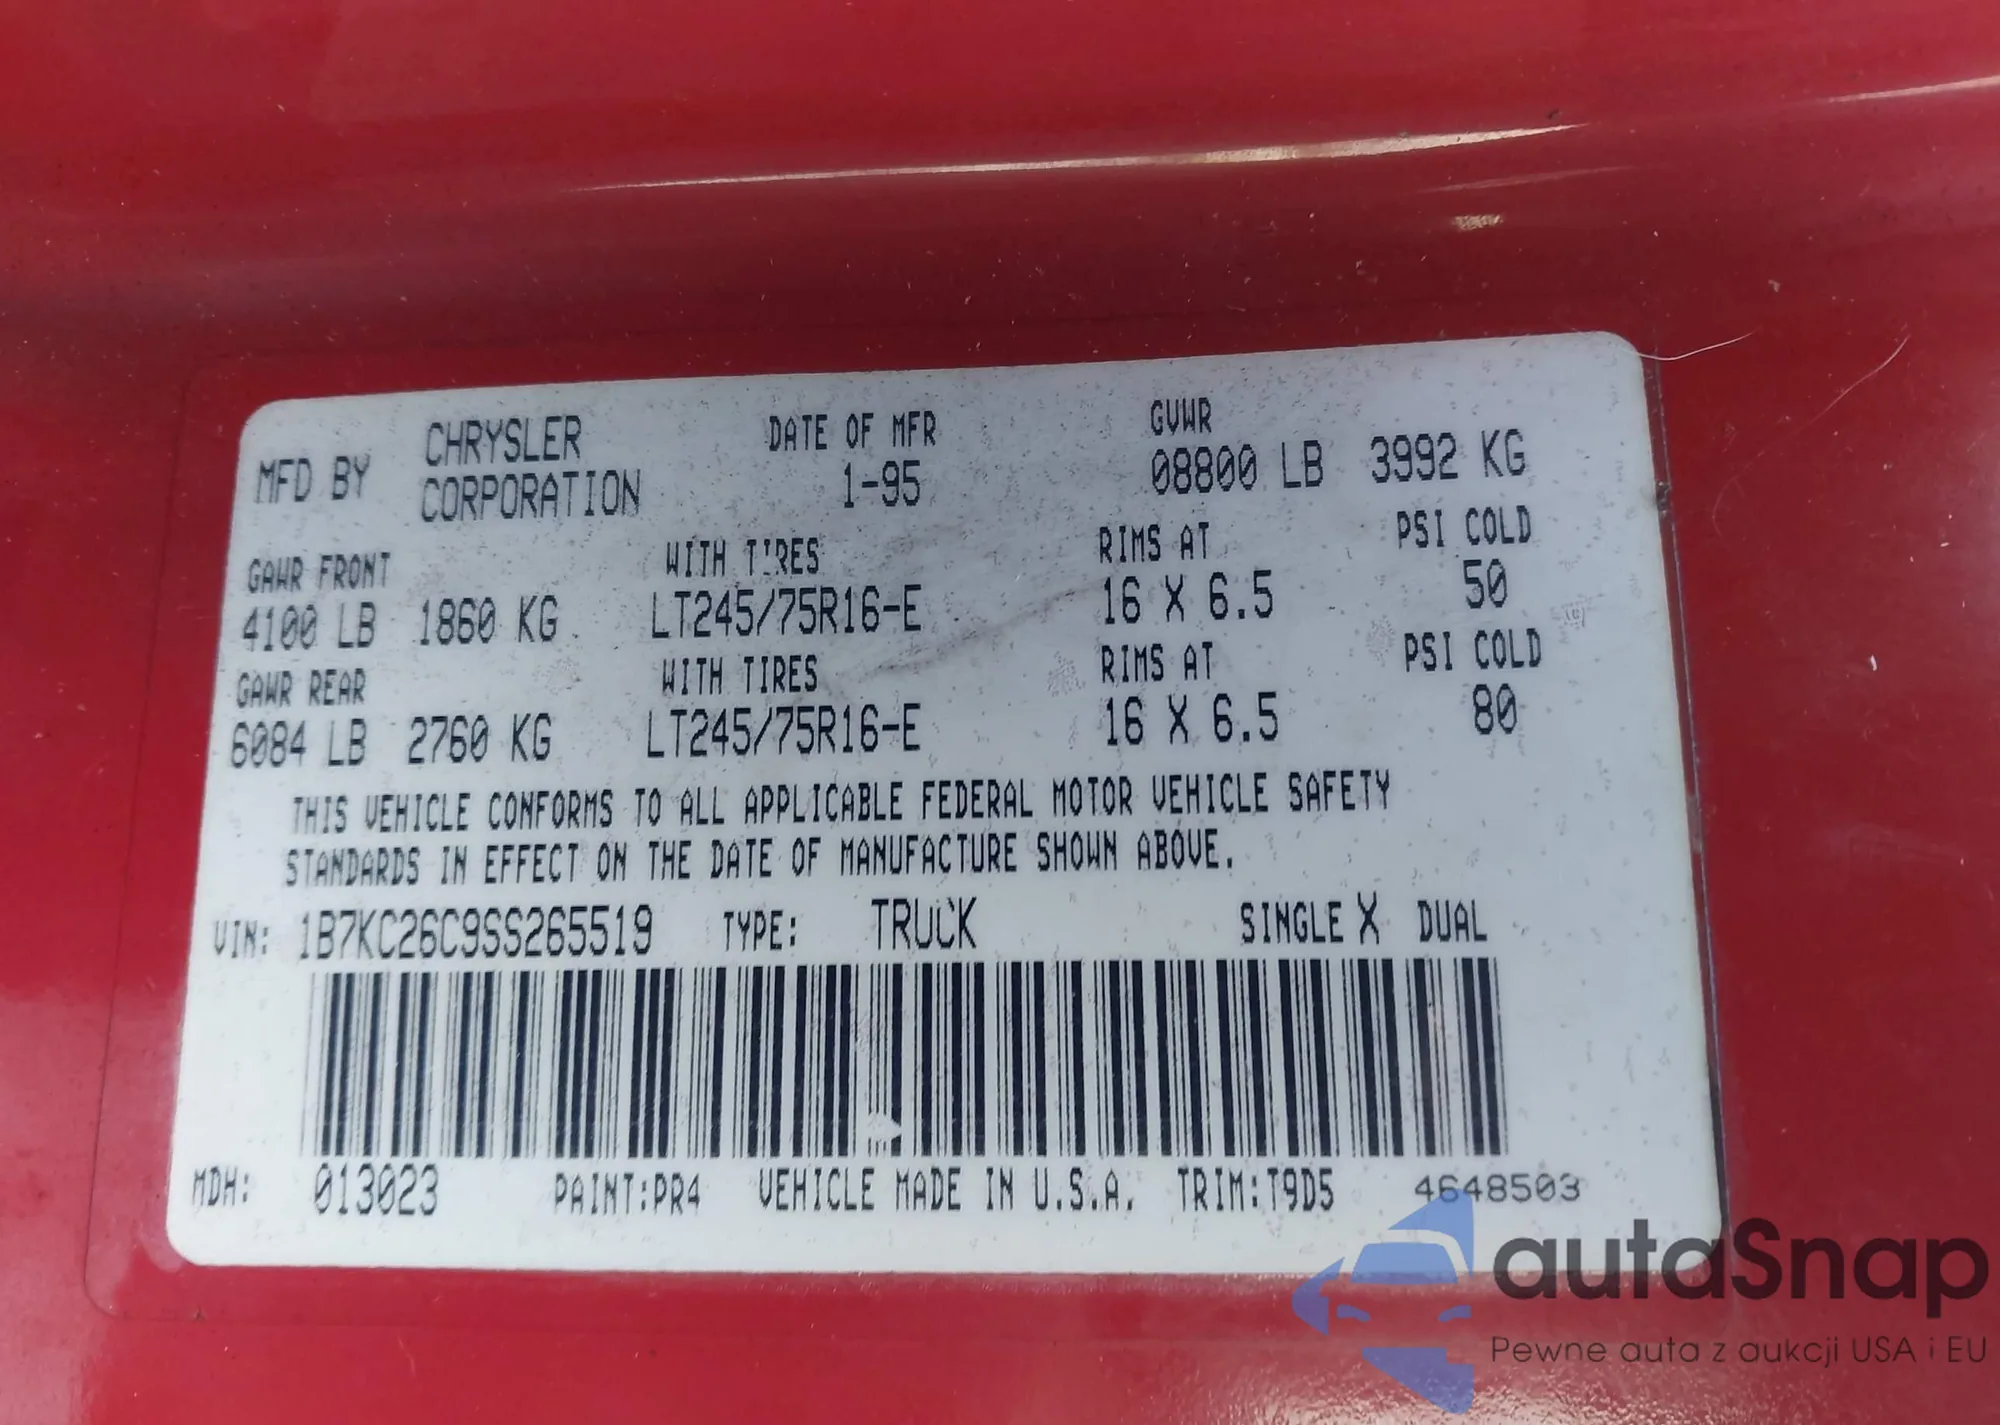 MFD BY CHRYSLER CORPORATION DATE OF MFR 1-95 GVWR 08800 LB 3992 KG
GAWR FRONT WITH TIRES RIMS AT PSI COLD
4100 LB 1860 KG LT245/75R16-E 16 X 6.5 50
GAWR REAR WITH TIRES RIMS AT PSI COLD
6084 LB 2760 KG LT245/75R16-E 16 X 6.5 80
THIS VEHICLE CONFORMS TO ALL APPLICABLE FEDERAL MOTOR VEHICLE SAFETY
STANDARDS IN EFFECT ON THE DATE OF MANUFACTURE SHOWN ABOVE.
VIN: 1B7KC26C9SS265519 TYPE: TRUCK SINGLE X DUAL
MDH: 013023 PAINT:PR4 VEHICLE MADE IN U.S.A. TRIM:T9D5 4648503
autaSnap
Pewne auta z aukcji USA i EU